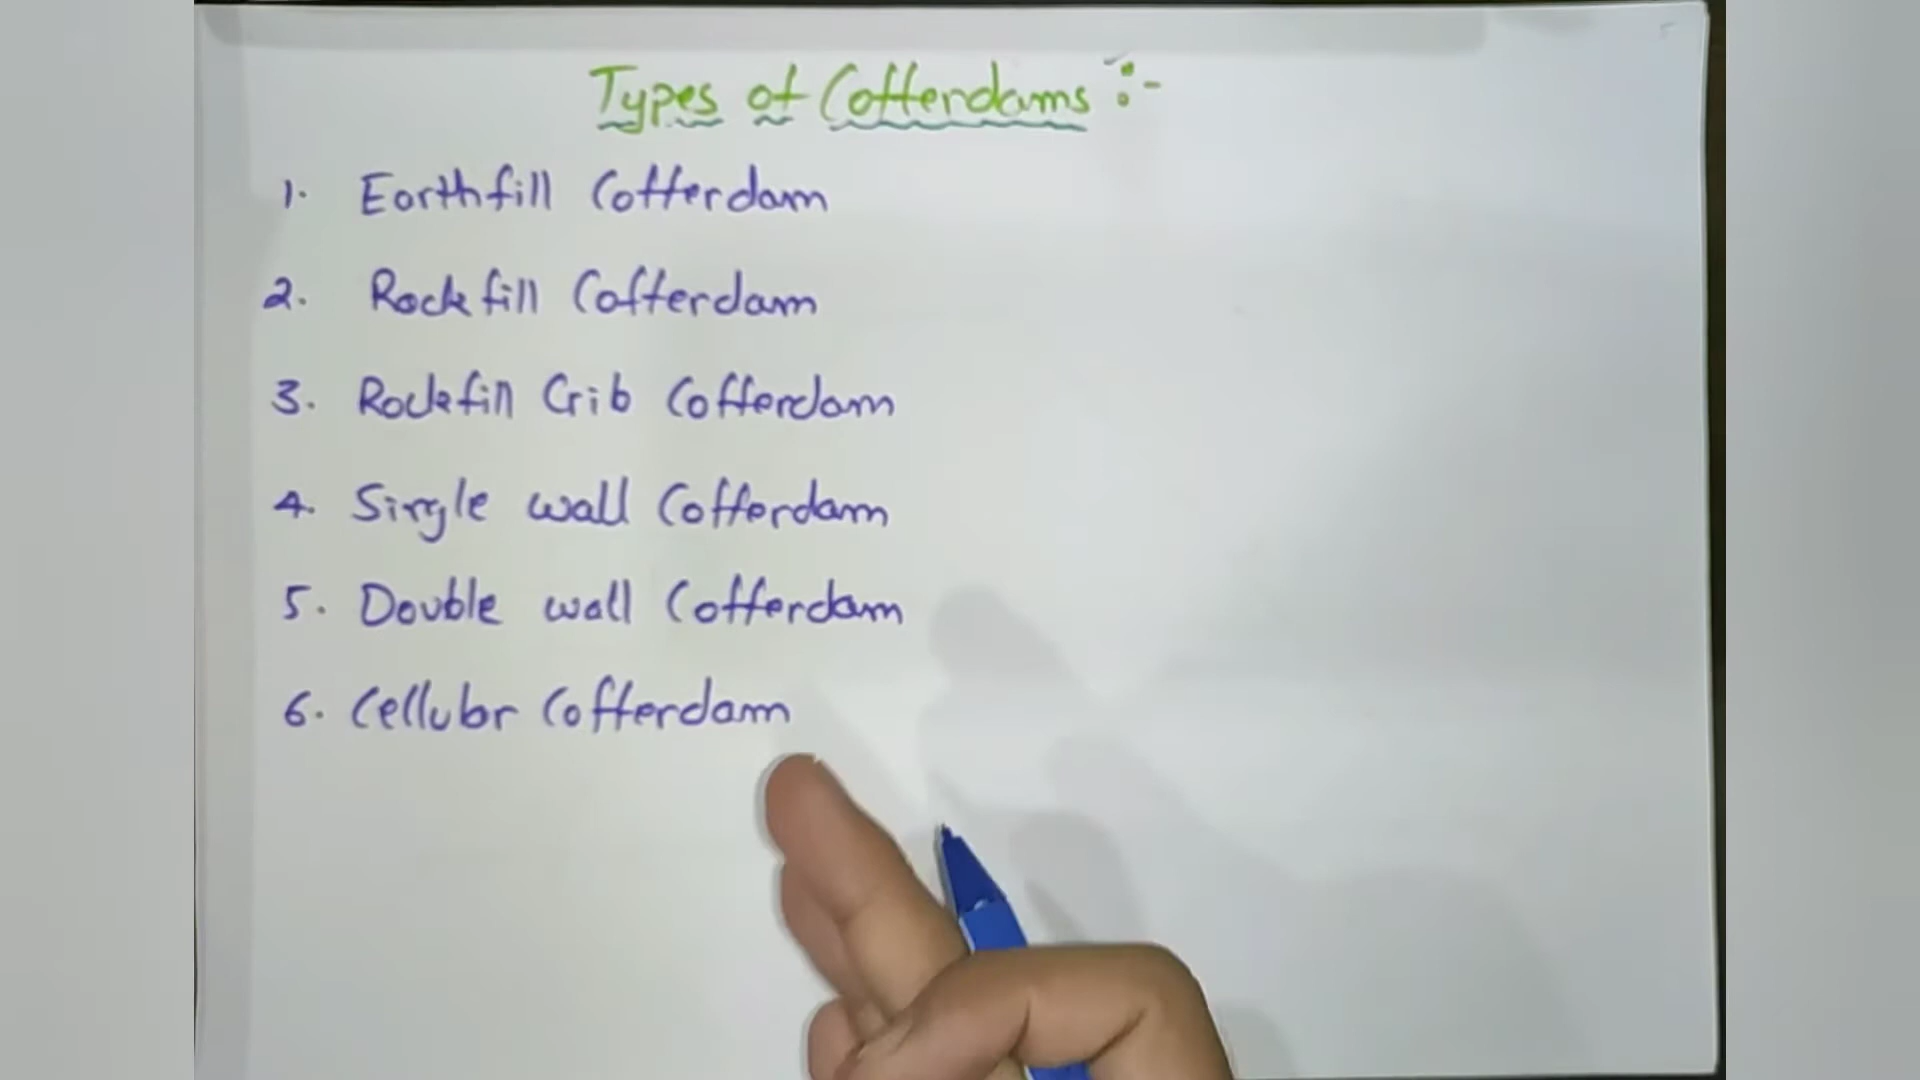 Types of Cofferdams :-
1. Earthfill Cofferdam
2. Rockfill Cofferdam
3. Rockfill Crib Cofferdam
4. Single wall Cofferdam
5. Double wall Cofferdam
6. Cellular Cofferdam